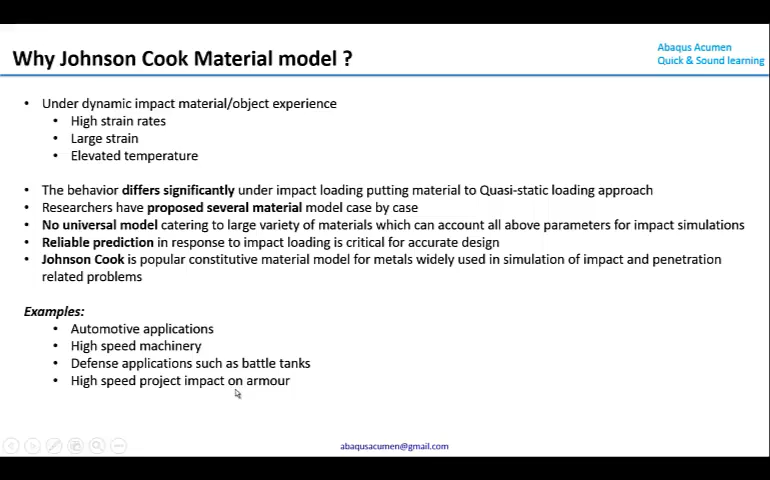 Why Johnson Cook Material model ?
Abaqus Acumen
Quick & Sound learning
• Under dynamic impact material/object experience
• High strain rates
• Large strain
• Elevated temperature
• The behavior differs significantly under impact loading putting material to Quasi-static loading approach
• Researchers have proposed several material model case by case
• No universal model catering to large variety of materials which can account all above parameters for impact simulations
• Reliable prediction in response to impact loading is critical for accurate design
• Johnson Cook is popular constitutive material model for metals widely used in simulation of impact and penetration
related problems
Examples:
• Automotive applications
• High speed machinery
• Defense applications such as battle tanks
• High speed project impact on armour
abaqusacumen@gmail.com